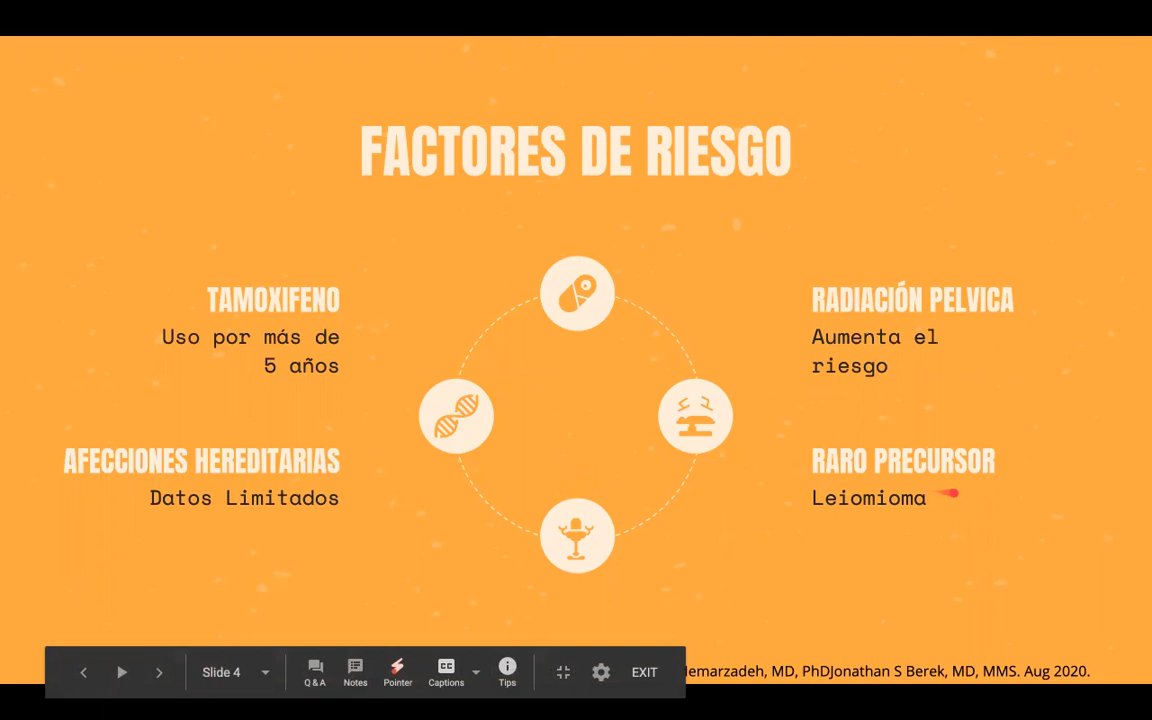 FACTORES DE RIESGO
TAMOXIFENO
Uso por más de
5 años
AFECCIONES HEREDITARIAS
Datos Limitados
RADIACIÓN PELVICA
Aumenta el
riesgo
RARO PRECURSOR
Leiomioma
MD, PhDJonathan S Berek, MD, MMS. Aug 2020.
Slide 4
Q & A
Notes
Pointer
CC
Captions
Tips
EXIT